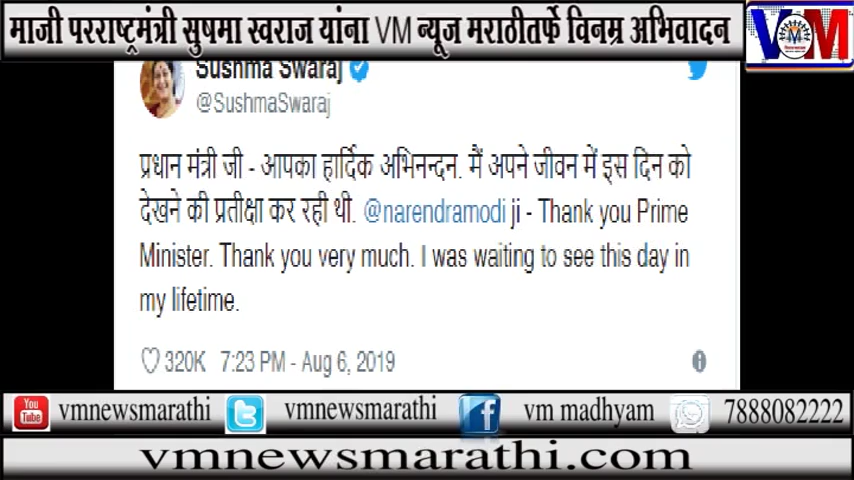 माजी परराष्ट्रमंत्री सुषमा स्वराज यांना VM न्यूज मराठीतर्फे विनम्र अभिवादन
VM
Sushma Swaraj
@SushmaSwaraj
प्रधान मंत्री जी - आपका हार्दिक अभिनन्दन. मैं अपने जीवन में इस दिन को
देखने की प्रतीक्षा कर रही थी. @narendramodi ji - Thank you Prime
Minister. Thank you very much. I was waiting to see this day in
my lifetime.
320K 7:23 PM - Aug 6, 2019
You Tube vmnewsmarathi vmnewsmarathi vm madhyam 7888082222
vmnewsmarathi.com